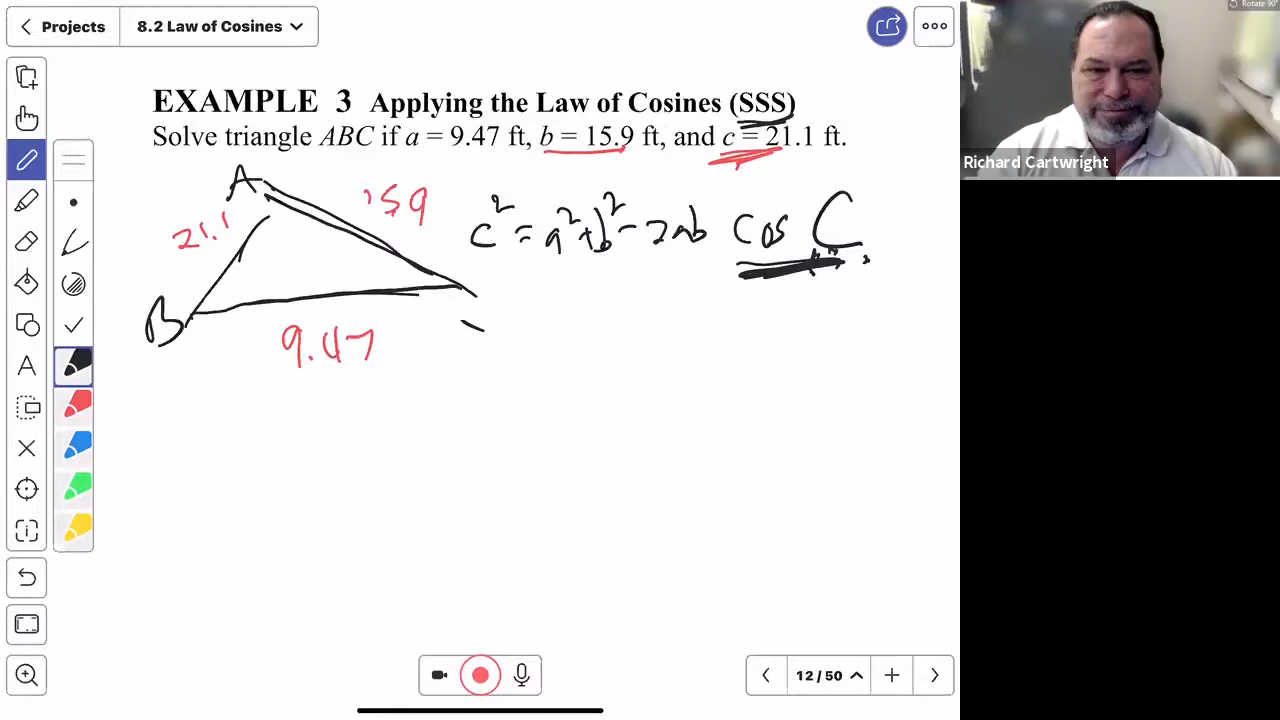 Projects
8.2 Law of Cosines
Rotate 90°
EXAMPLE 3 Applying the Law of Cosines (SSS)
Solve triangle ABC if a = 9.47 ft, b = 15.9 ft, and c = 21.1 ft.
Richard Cartwright
A
21.1
15.9
c² = a² + b² - 2ab cos C
B
9.47
A
12 / 50